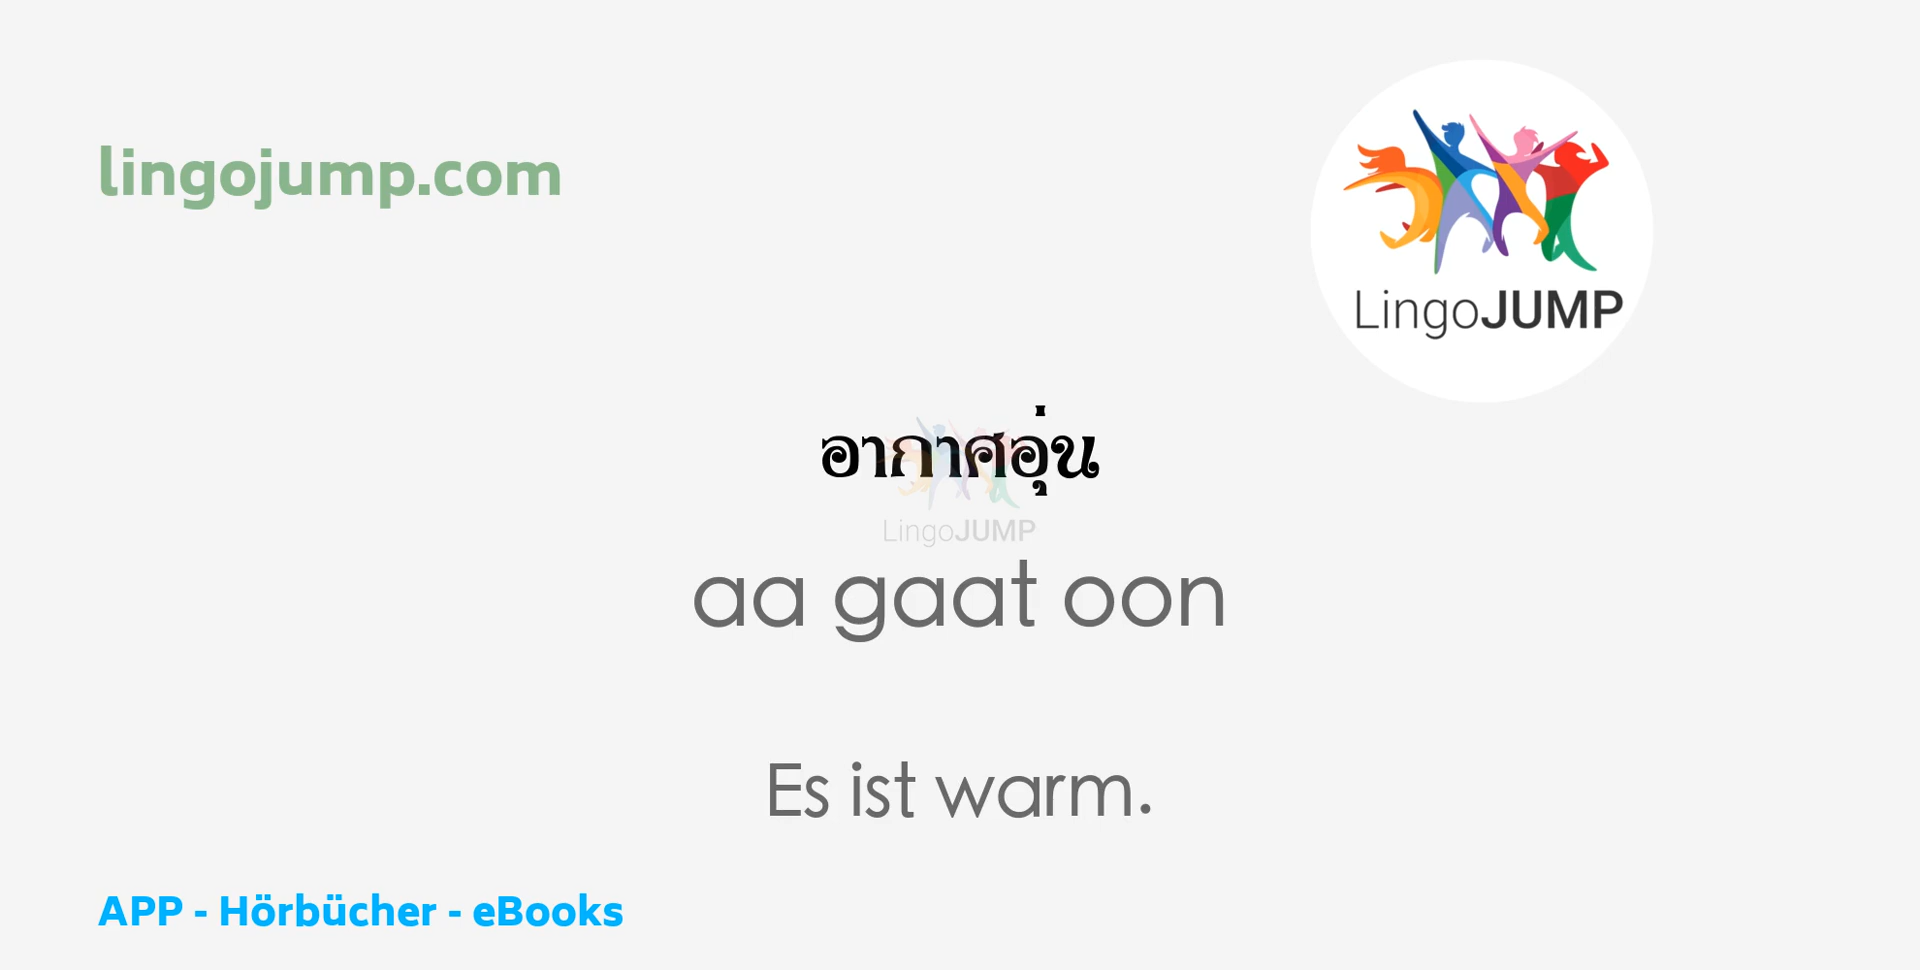 lingojump.com
LingoJUMP
อากาศอุ่น
LingoJUMP
aa gaat oon
Es ist warm.
APP - Hörbücher - eBooks